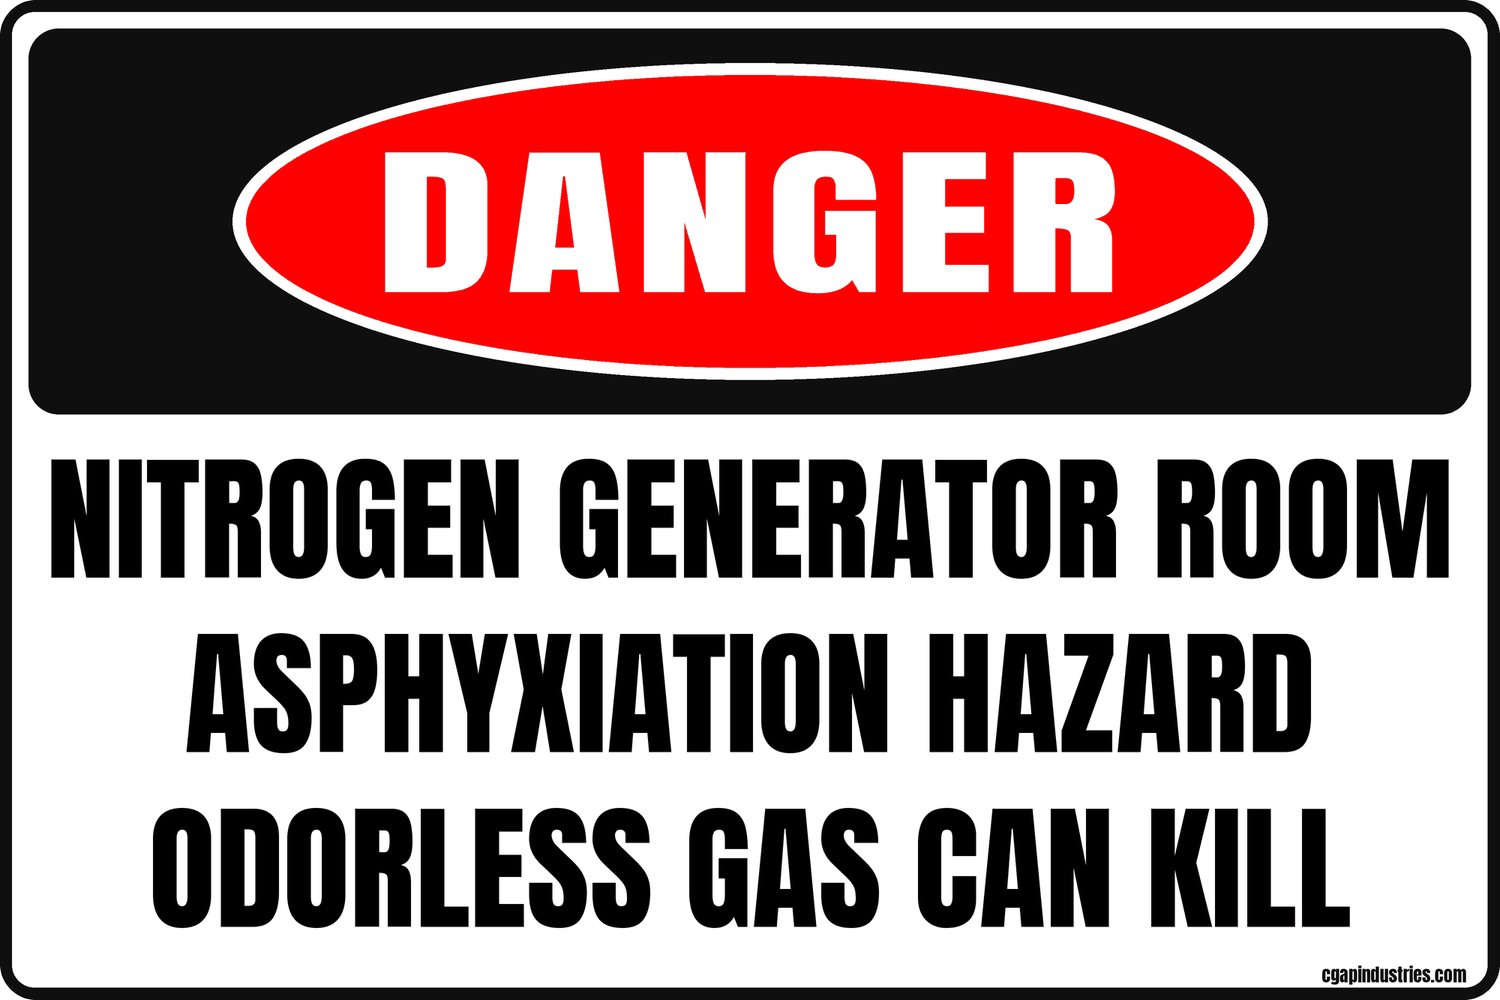 DANGER
NITROGEN GENERATOR ROOM
ASPHYXIATION HAZARD
ODORLESS GAS CAN KILL
cgapindustries.com